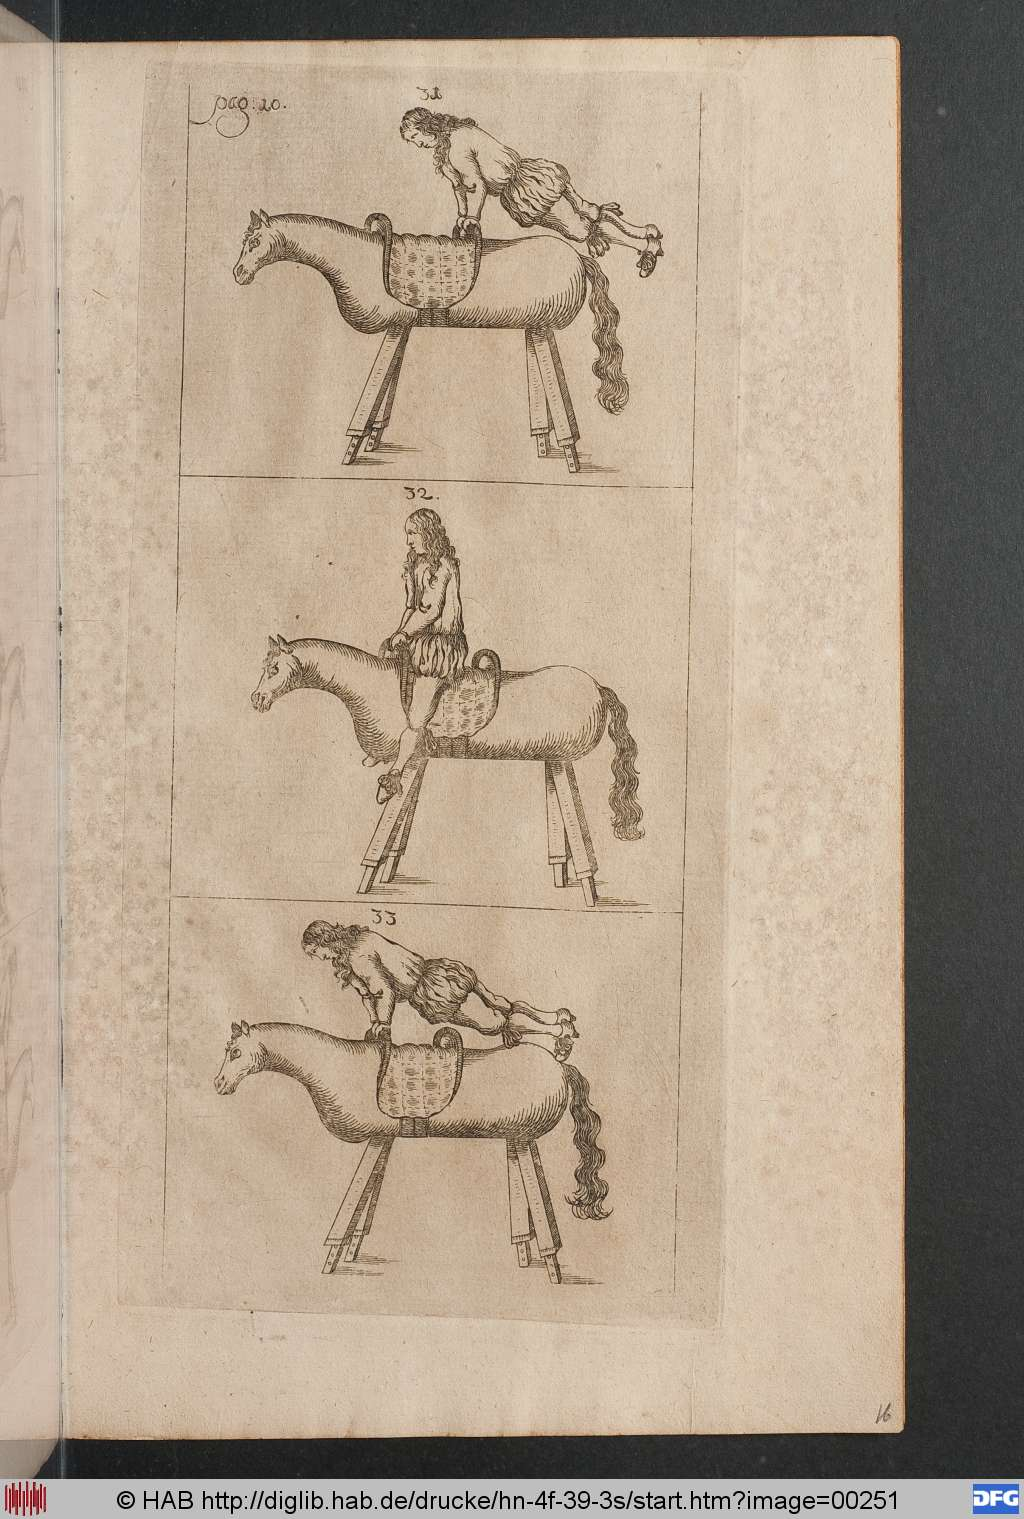 pag: 20.
31
32.
33
16
© HAB http://diglib.hab.de/drucke/hn-4f-39-3s/start.htm?image=00251
DFG